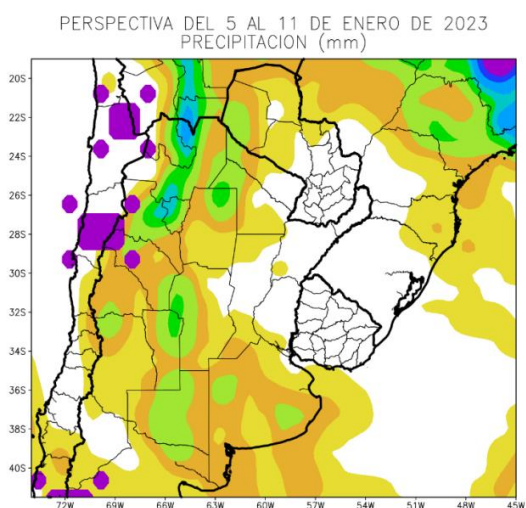 PERSPECTIVA DEL 5 AL 11 DE ENERO DE 2023
PRECIPITACION (mm)
20S
22S
24S
26S
28S
30S
32S
34S
36S
38S
40S
72W 69W 66W 63W 60W 57W 54W 51W 48W 45W